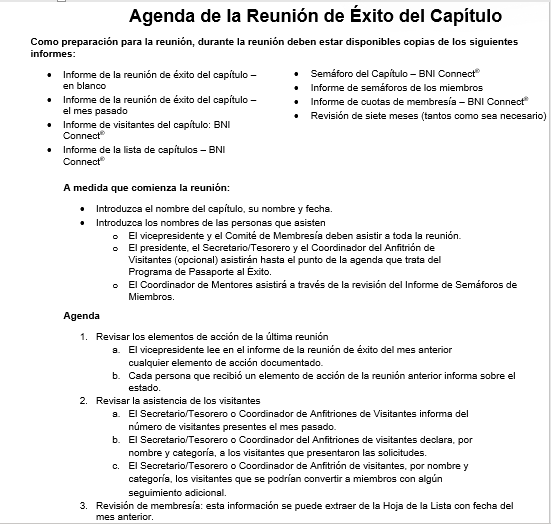 Agenda de la Reunión de Éxito del Capítulo
Como preparación para la reunión, durante la reunión deben estar disponibles copias de los siguientes
informes:
• Informe de la reunión de éxito del capítulo –
en blanco
• Informe de la reunión de éxito del capítulo –
el mes pasado
• Informe de visitantes del capítulo: BNI
Connect®
• Informe de la lista de capítulos – BNI
Connect®
• Semáforo del Capítulo – BNI Connect®
• Informe de semáforos de los miembros
• Informe de cuotas de membresía – BNI Connect®
• Revisión de siete meses (tantos como sea necesario)
A medida que comienza la reunión:
• Introduzca el nombre del capítulo, su nombre y fecha.
• Introduzca los nombres de las personas que asisten
o El vicepresidente y el Comité de Membresía deben asistir a toda la reunión.
o El presidente, el Secretario/Tesorero y el Coordinador del Anfitrión de
Visitantes (opcional) asistirán hasta el punto de la agenda que trata del
Programa de Pasaporte al Éxito.
o El Coordinador de Mentores asistirá a través de la revisión del Informe de Semáforos de
Miembros.
Agenda
1. Revisar los elementos de acción de la última reunión
a. El vicepresidente lee en el informe de la reunión de éxito del mes anterior
cualquier elemento de acción documentado.
b. Cada persona que recibió un elemento de acción de la reunión anterior informa sobre el
estado.
2. Revisar la asistencia de los visitantes
a. El Secretario/Tesorero o Coordinador de Anfitriones de Visitantes informa del
número de visitantes presentes el mes pasado.
b. El Secretario/Tesorero o Coordinador del Anfitriones de visitantes declara, por
nombre y categoría, a los visitantes que presentaron las solicitudes.
c. El Secretario/Tesorero o Coordinador de Anfitrión de visitantes, por nombre y
categoría, los visitantes que se podrían convertir a miembros con algún
seguimiento adicional.
3. Revisión de membresía: esta información se puede extraer de la Hoja de la Lista con fecha del
mes anterior.